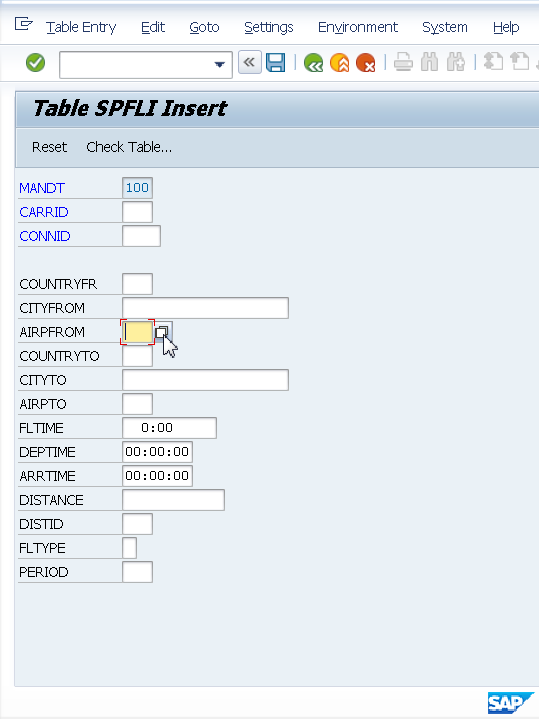 Table Entry Edit Goto Settings Environment System Help
Table SPFLI Insert
Reset Check Table...
MANDT 100
CARRID
CONNID
COUNTRYFR
CITYFROM
AIRPFROM
COUNTRYTO
CITYTO
AIRPTO
FLTIME 0:00
DEPTIME 00:00:00
ARRTIME 00:00:00
DISTANCE
DISTID
FLTYPE
PERIOD
SAP